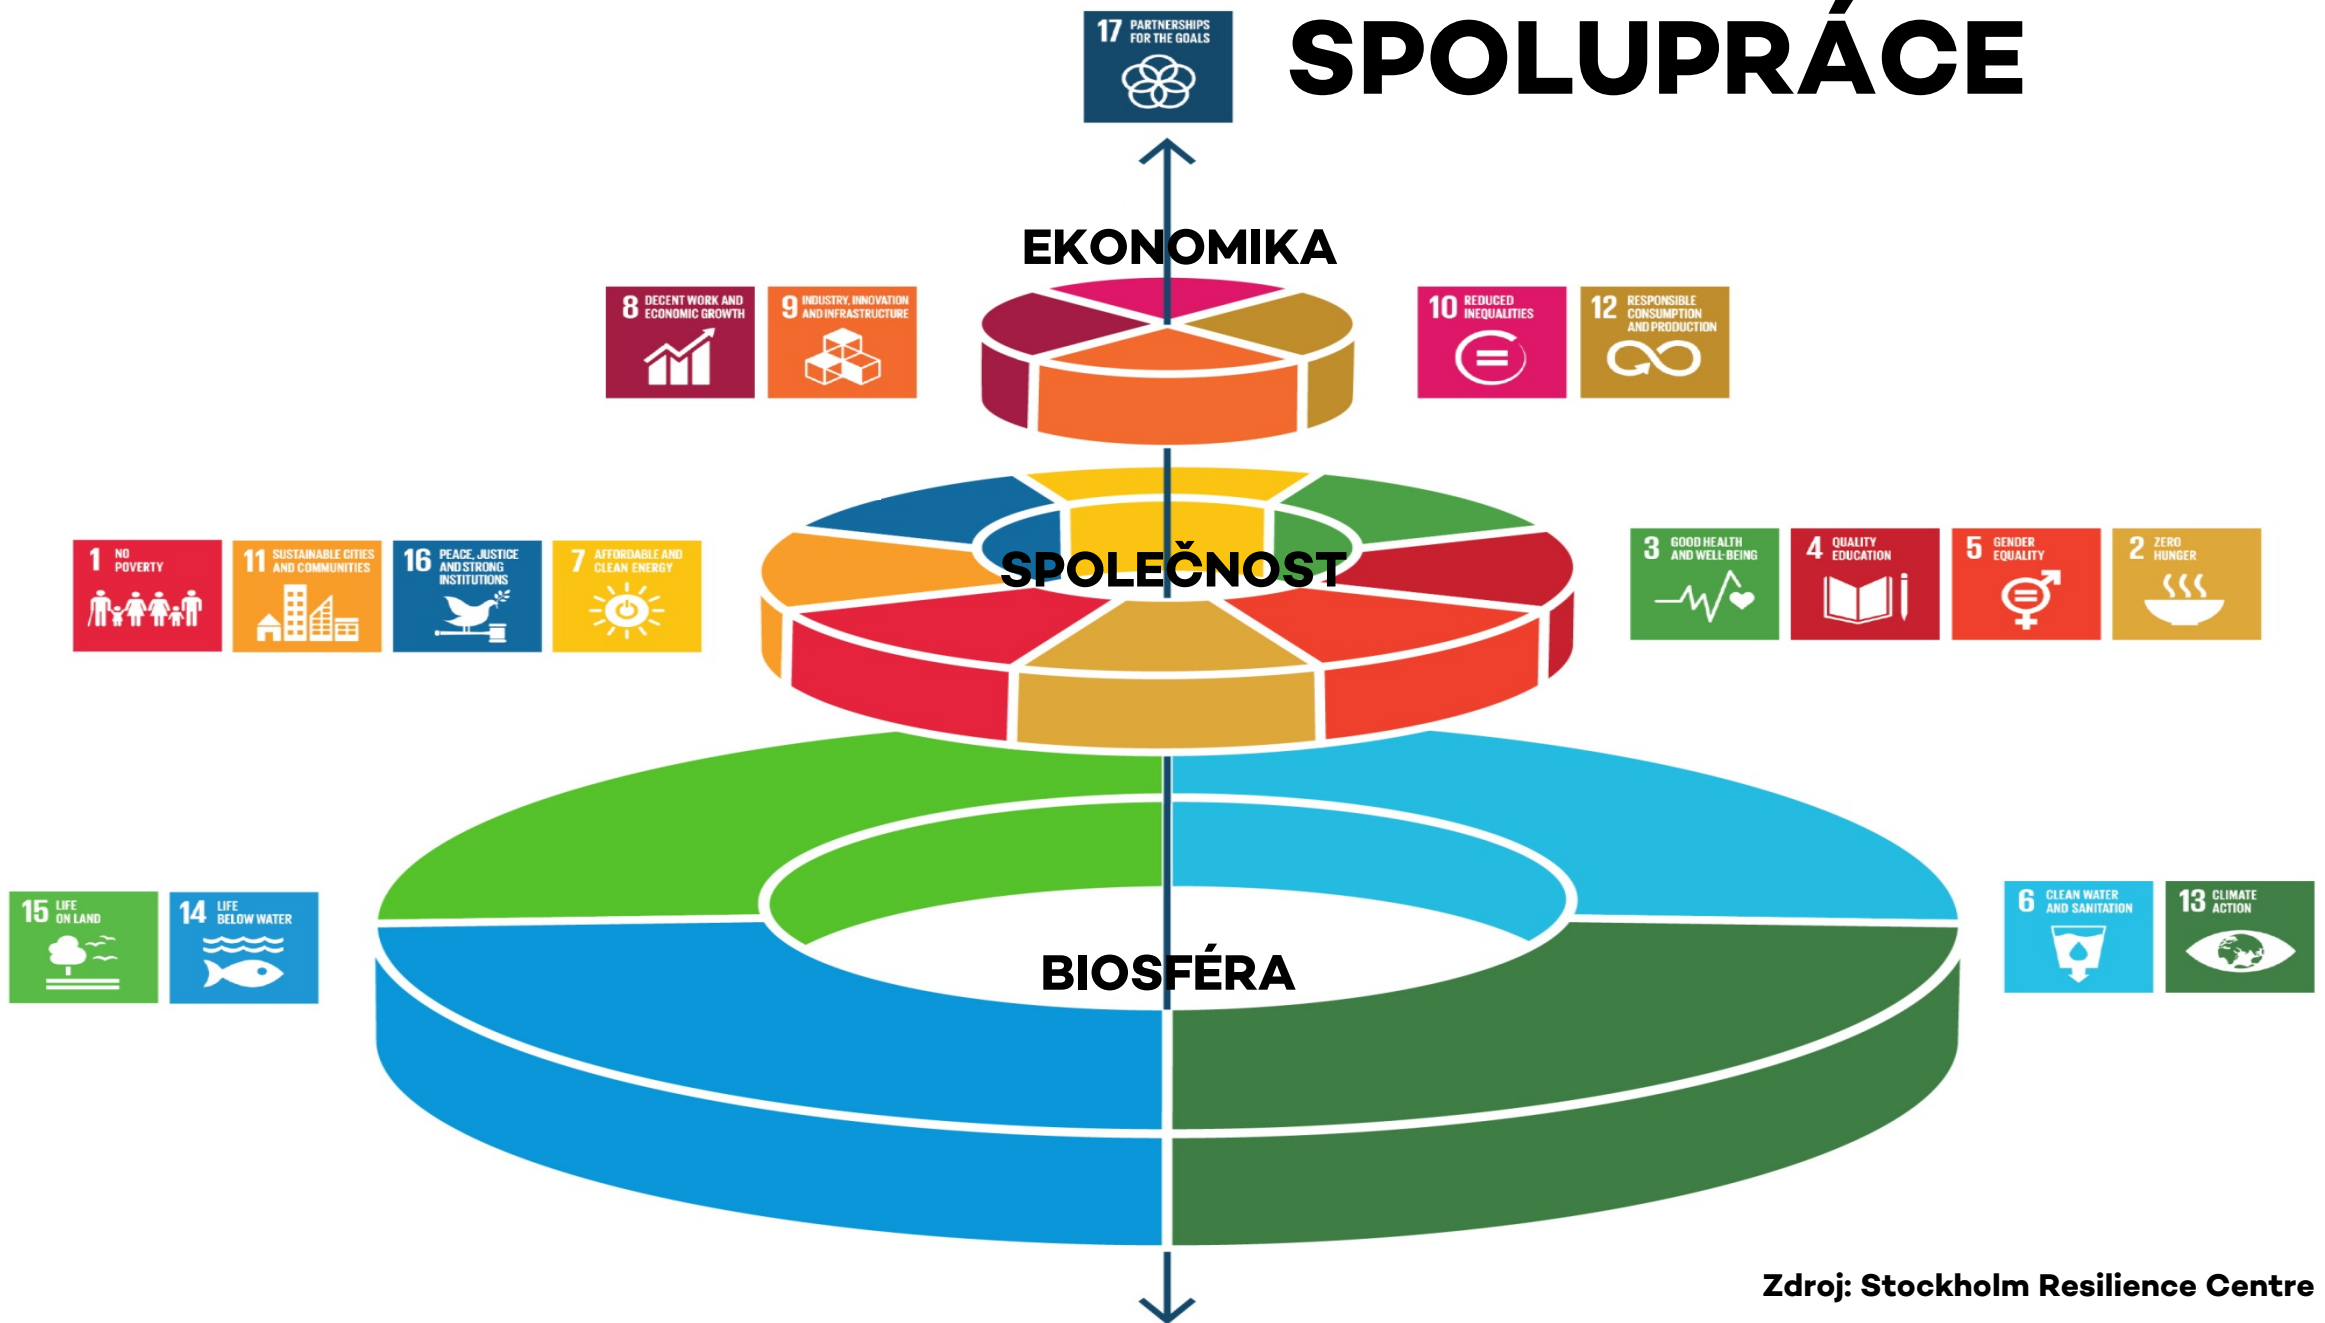 17 PARTNERSHIPS
FOR THE GOALS
SPOLUPRÁCE
EKONOMIKA
8 DECENT WORK AND
ECONOMIC GROWTH
9 INDUSTRY, INNOVATION
AND INFRASTRUCTURE
10 REDUCED
INEQUALITIES
12 RESPONSIBLE
CONSUMPTION
AND PRODUCTION
SPOLEČNOST
1 NO
POVERTY
11 SUSTAINABLE CITIES
AND COMMUNITIES
16 PEACE, JUSTICE
AND STRONG
INSTITUTIONS
7 AFFORDABLE AND
CLEAN ENERGY
3 GOOD HEALTH
AND WELL-BEING
4 QUALITY
EDUCATION
5 GENDER
EQUALITY
2 ZERO
HUNGER
15 LIFE
ON LAND
14 LIFE
BELOW WATER
BIOSFÉRA
6 CLEAN WATER
AND SANITATION
13 CLIMATE
ACTION
Zdroj: Stockholm Resilience Centre